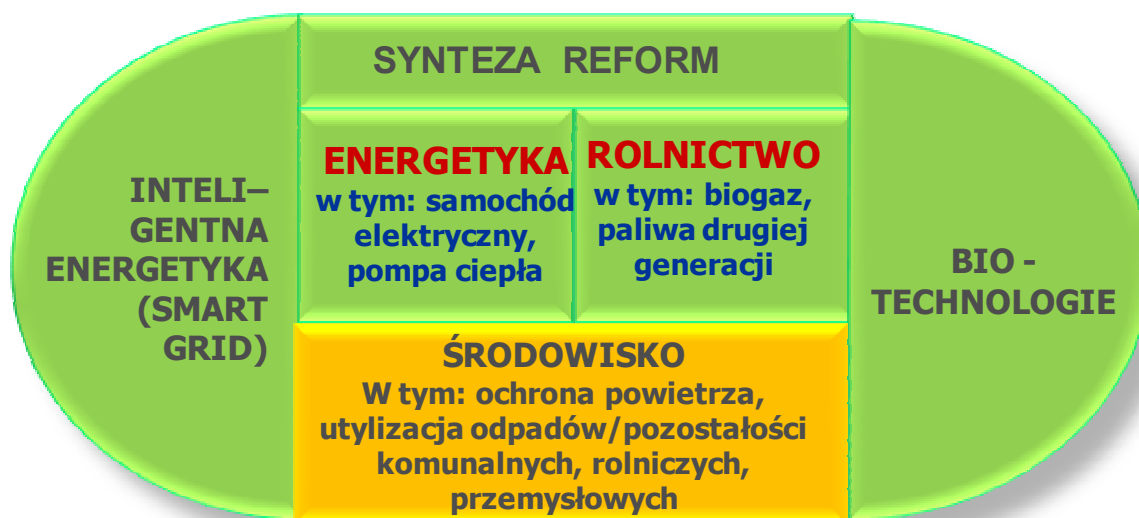 SYNTEZA REFORM
INTELI–
GENTNA
ENERGETYKA
(SMART
GRID)
ENERGETYKA
w tym: samochód
elektryczny,
pompa ciepła
ROLNICTWO
w tym: biogaz,
paliwa drugiej
generacji
BIO -
TECHNOLOGIE
ŚRODOWISKO
W tym: ochrona powietrza,
utylizacja odpadów/pozostałości
komunalnych, rolniczych,
przemysłowych